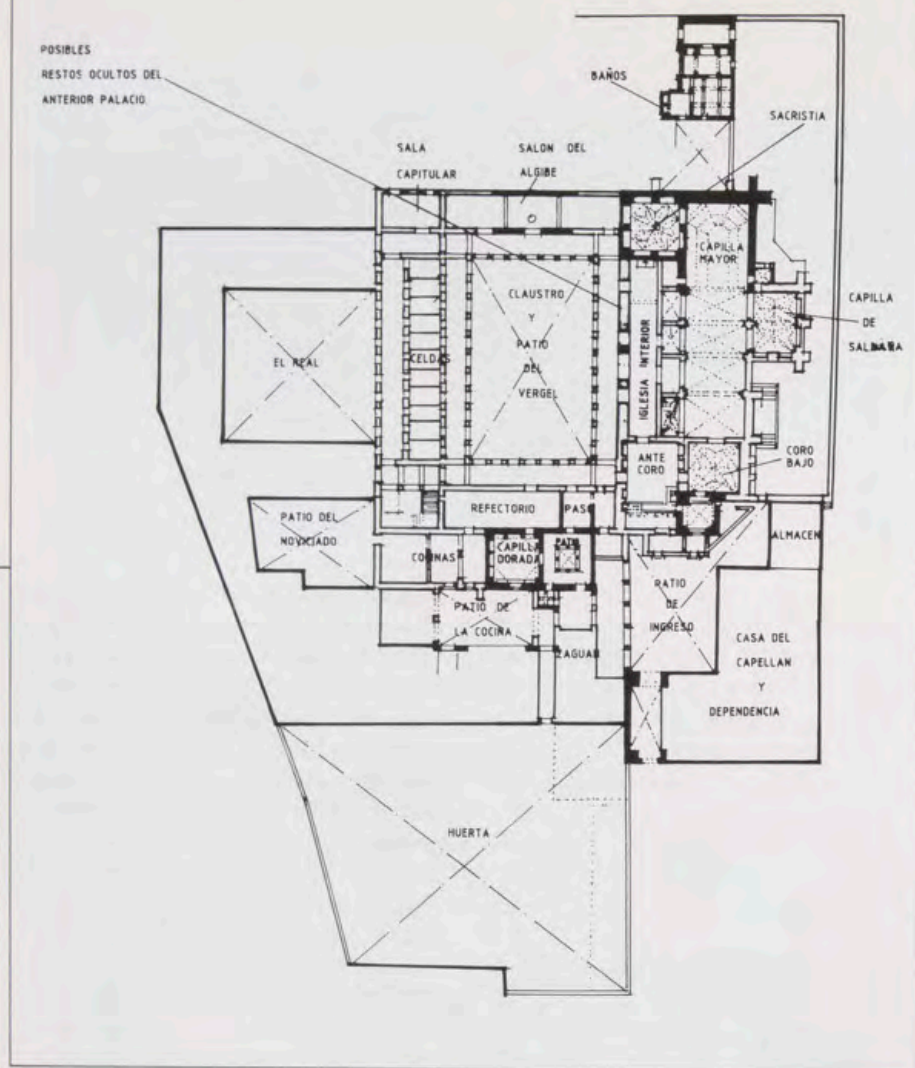 POSIBLES
RESTOS OCULTOS DEL
ANTERIOR PALACIO
BAÑOS
SACRISTIA
SALA
CAPITULAR
SALON DEL
ALGIBE
CAPILLA
MAYOR
CAPILLA
DE
CLAUSTRO
Y
PATIO
DEL
VERGEL
IGLESIA INTERIOR
EL REAL
CELDAS
ANTE
CORO
CORO
BAJO
REFECTORIO
PASO
PATIO DEL
NOVICIADO
COCINAS
CAPILLA
DORADA
PATIO
ALMACEN
PATIO DE
LA COCINA
ZAGUAN
PATIO
DE
INGRESO
CASA DEL
CAPELLAN
Y
DEPENDENCIA
HUERTA